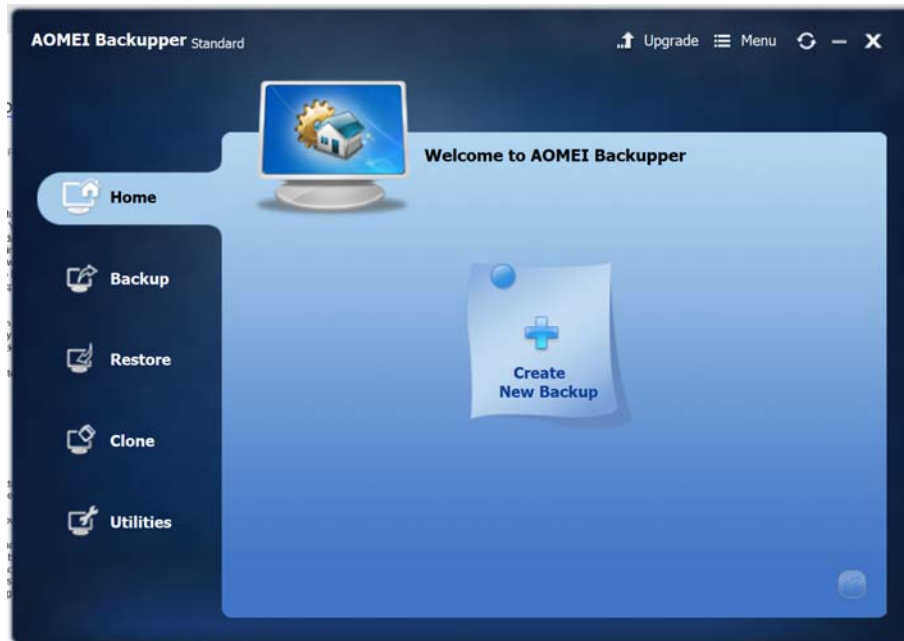 AOMEI Backupper Standard
Upgrade
Menu
Welcome to AOMEI Backupper
Home
Backup
Restore
Clone
Utilities
Create
New Backup